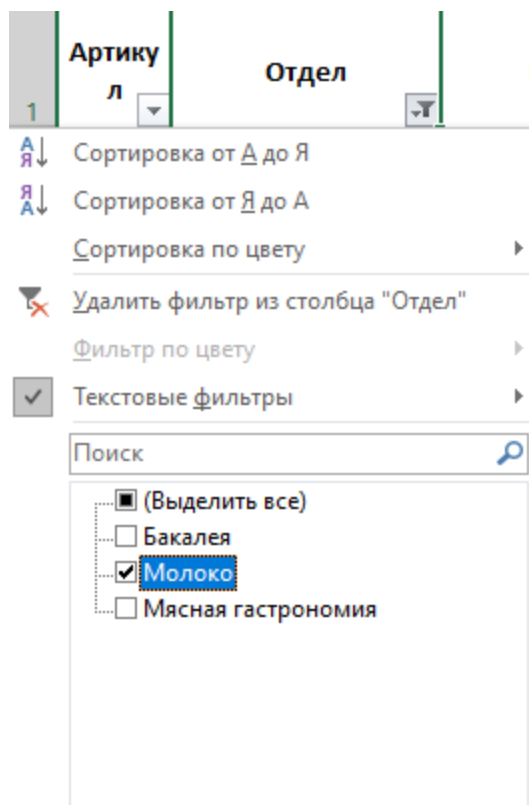 Артику
л
Отдел
1
Сортировка от А до Я
Сортировка от Я до А
Сортировка по цвету
Удалить фильтр из столбца "Отдел"
Фильтр по цвету
Текстовые фильтры
Поиск
(Выделить все)
Бакалея
Молоко
Мясная гастрономия